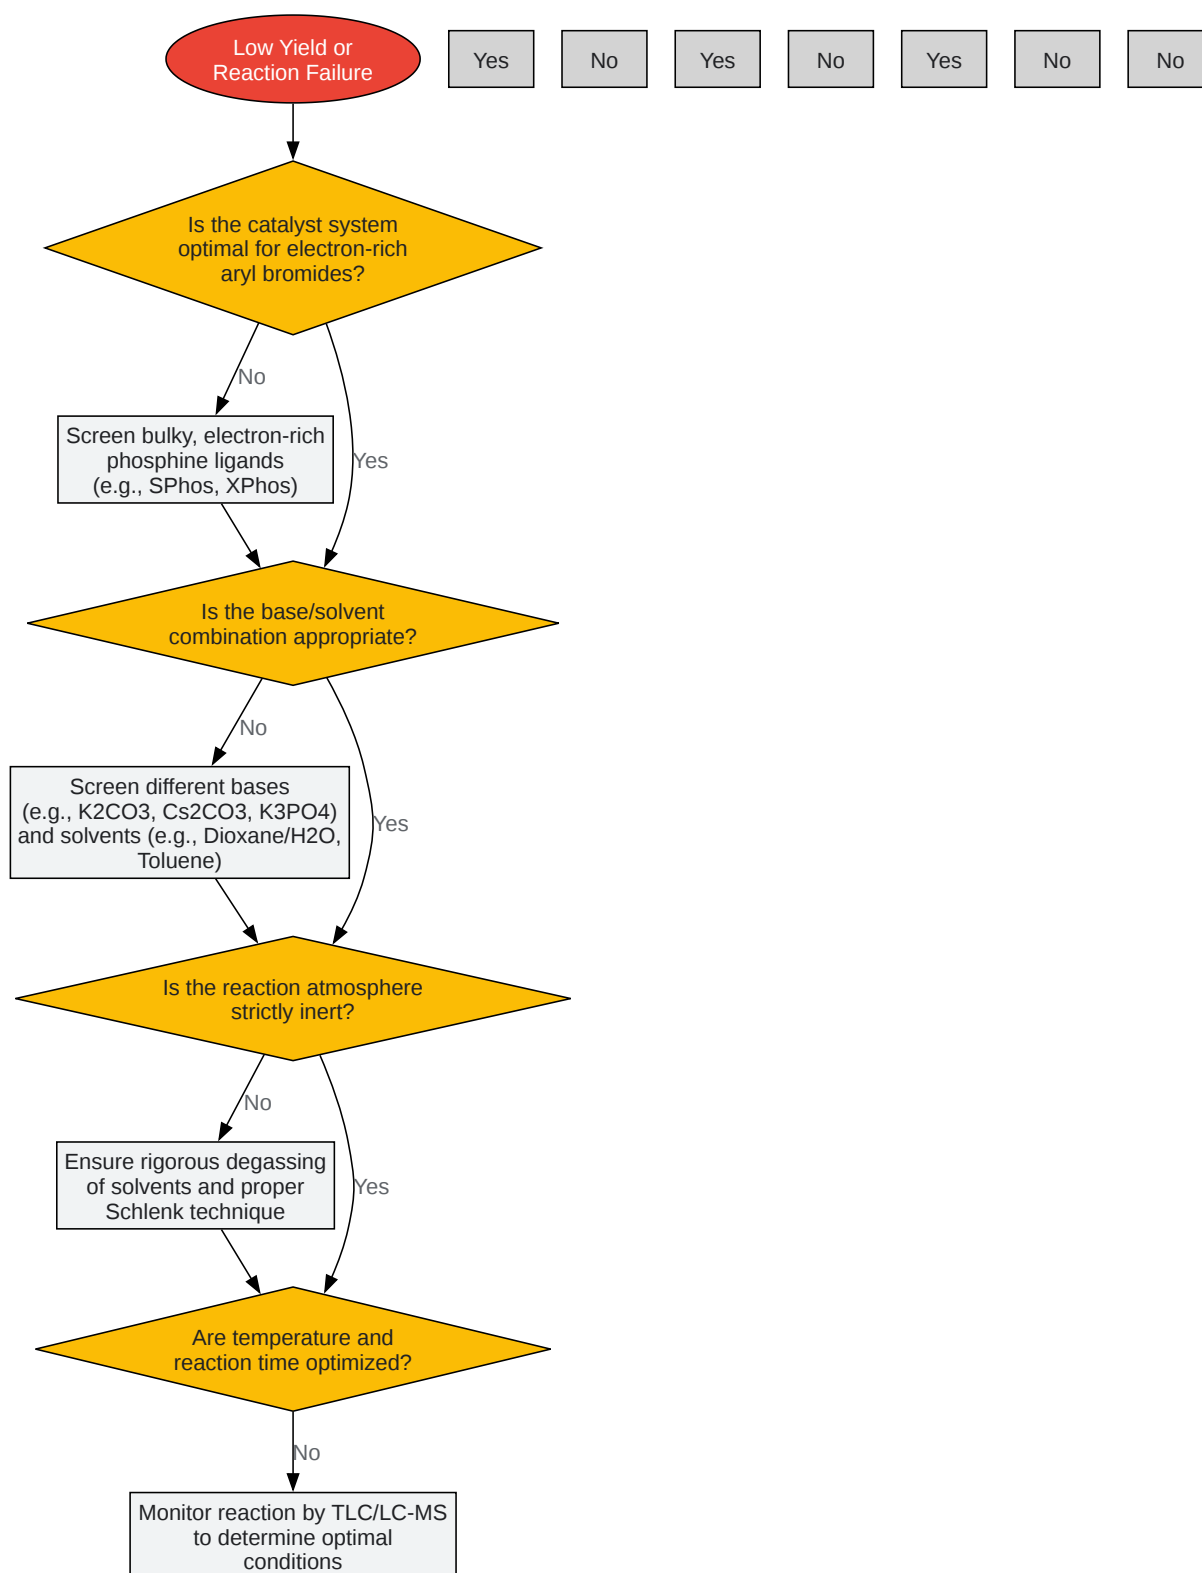 Low Yield or
Reaction Failure
Yes
No
Yes
No
Yes
No
No
Is the catalyst system
optimal for electron-rich
aryl bromides?
No
Screen bulky, electron-rich
phosphine ligands
(e.g., SPhos, XPhos)
Yes
Is the base/solvent
combination appropriate?
No
Screen different bases
(e.g., K2CO3, Cs2CO3, K3PO4)
and solvents (e.g., Dioxane/H2O,
Toluene)
Yes
Is the reaction atmosphere
strictly inert?
No
Ensure rigorous degassing
of solvents and proper
Schlenk technique
Yes
Are temperature and
reaction time optimized?
No
Monitor reaction by TLC/LC-MS
to determine optimal
conditions